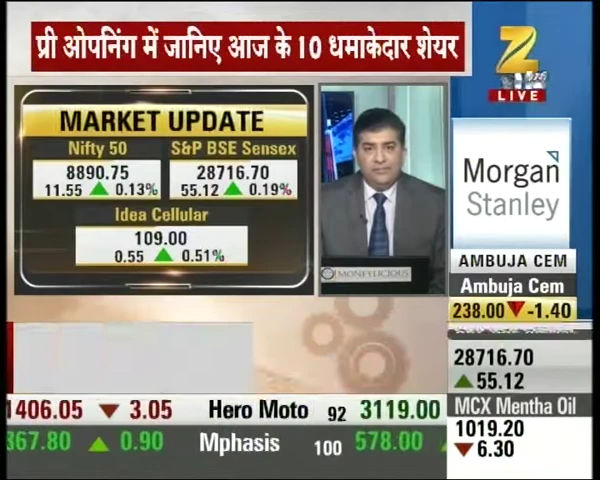 प्री ओपनिंग में जानिए आज के 10 धमाकेदार शेयर
LIVE
MARKET UPDATE
Nifty 50
8890.75
11.55 0.13%
S&P BSE Sensex
28716.70
55.12 0.19%
Idea Cellular
109.00
0.55 0.51%
MONEYLICIOUS
Morgan
Stanley
AMBUJA CEM
Ambuja Cem
238.00 -1.40
28716.70
55.12
MCX Mentha Oil
1019.20
6.30
1406.05 3.05 Hero Moto 92 3119.00
367.80 0.90 Mphasis 100 578.00